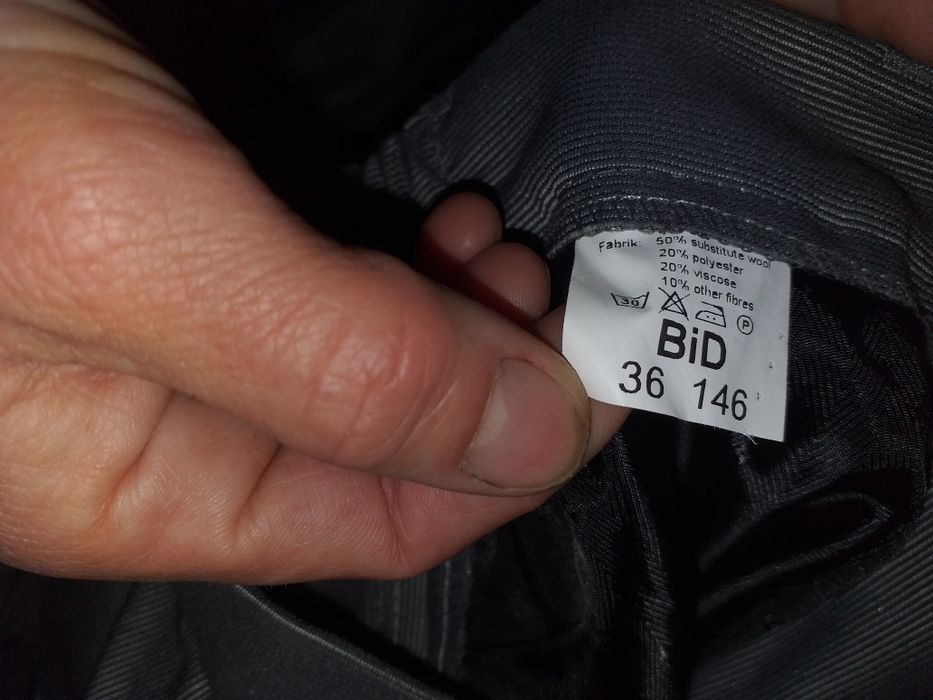 Fabrik: 50% substitute wool
20% polyester
20% viscose
10% other fibres
30 P
BiD
36 146